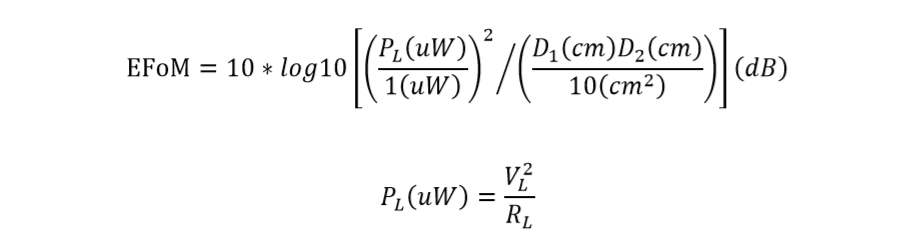 EFoM = 10 * log10 [(P_L(uW) / 1(uW))^2 / (D_1(cm)D_2(cm) / 10(cm^2))] (dB)
P_L(uW) = V_L^2 / R_L